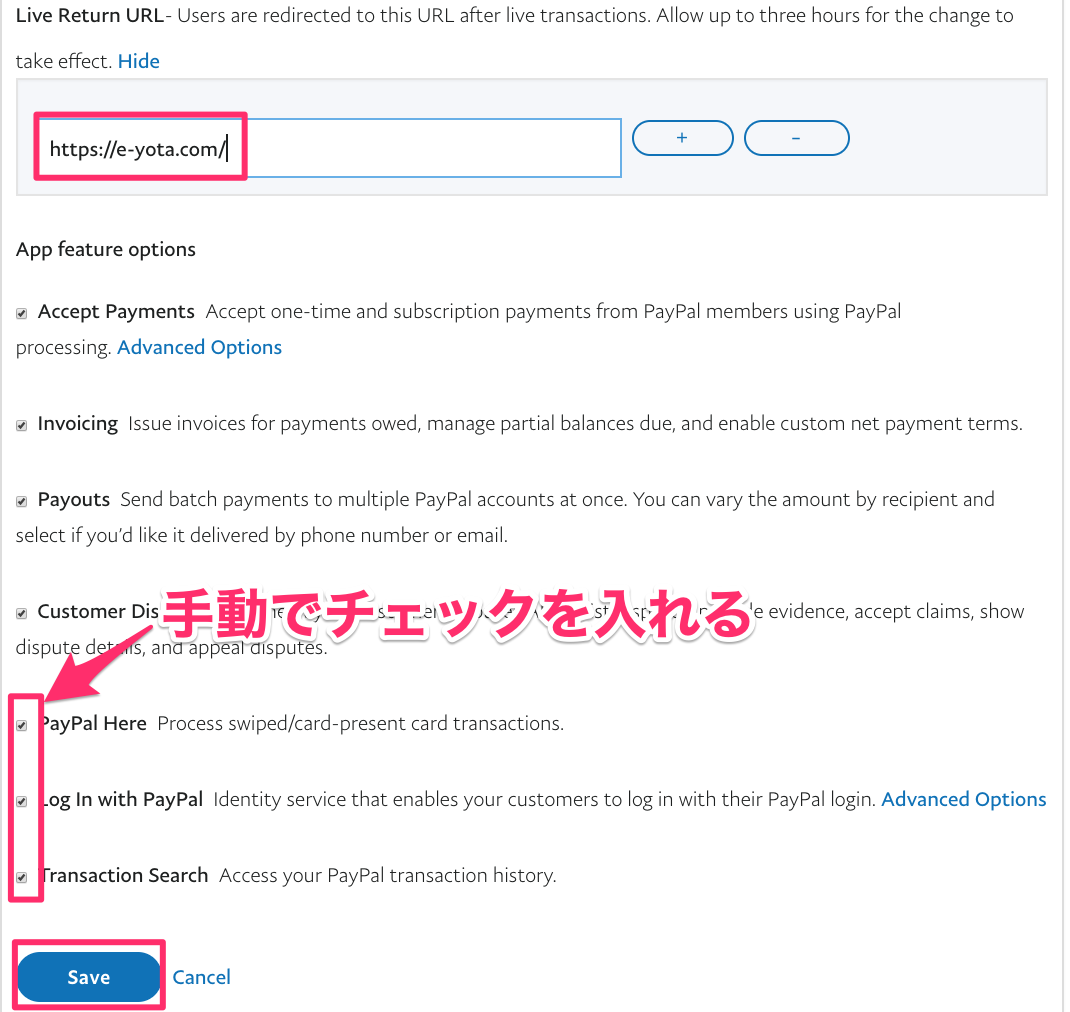 Live Return URL- Users are redirected to this URL after live transactions. Allow up to three hours for the change to
take effect. Hide
https://e-yota.com/
+
-
App feature options
Accept Payments Accept one-time and subscription payments from PayPal members using PayPal
processing. Advanced Options
Invoicing Issue invoices for payments owed, manage partial balances due, and enable custom net payment terms.
Payouts Send batch payments to multiple PayPal accounts at once. You can vary the amount by recipient and
select if you’d like it delivered by phone number or email.
Customer evidence, accept claims, show
手動でチェックを入れる
dispute and appeal disputes.
PayPal Here Process swiped/card-present card transactions.
Log In with PayPal Identity service that enables your customers to log in with their PayPal login. Advanced Options
Transaction Search Access your PayPal transaction history.
Save
Cancel